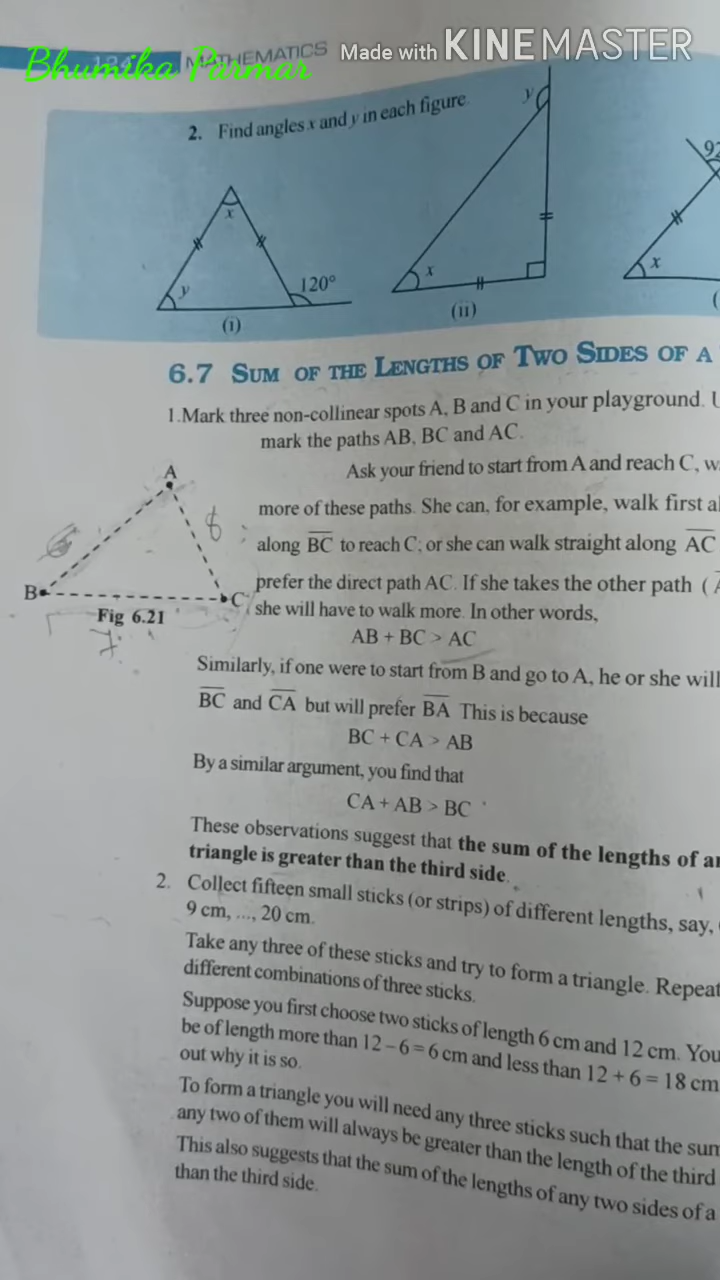 Bhumika Parmar
MATHEMATICS
Made with KINEMASTER
2. Find angles x and y in each figure.
y
x
y
120°
(i)
x
(ii)
92
x
(
6.7 SUM OF THE LENGTHS OF TWO SIDES OF A
1.Mark three non-collinear spots A, B and C in your playground.
mark the paths AB, BC and AC.
Ask your friend to start from A and reach C,
more of these paths. She can, for example, walk first
along BC to reach C; or she can walk straight along AC
prefer the direct path AC. If she takes the other path (
she will have to walk more. In other words,
AB + BC > AC
A
6
8
B
C
Fig 6.21
7
Similarly, if one were to start from B and go to A, he or she will
BC and CA but will prefer BA This is because
BC + CA > AB
By a similar argument, you find that
CA + AB > BC
These observations suggest that the sum of the lengths of
triangle is greater than the third side.
2. Collect fifteen small sticks (or strips) of different lengths, say,
9 cm, ..., 20 cm.
Take any three of these sticks and try to form a triangle. Repeat
different combinations of three sticks.
Suppose you first choose two sticks of length 6 cm and 12 cm. You
be of length more than 12 – 6 = 6 cm and less than 12 + 6 = 18 cm
out why it is so.
To form a triangle you will need any three sticks such that the sum
any two of them will always be greater than the length of the third
This also suggests that the sum of the lengths of any two sides of a
than the third side.